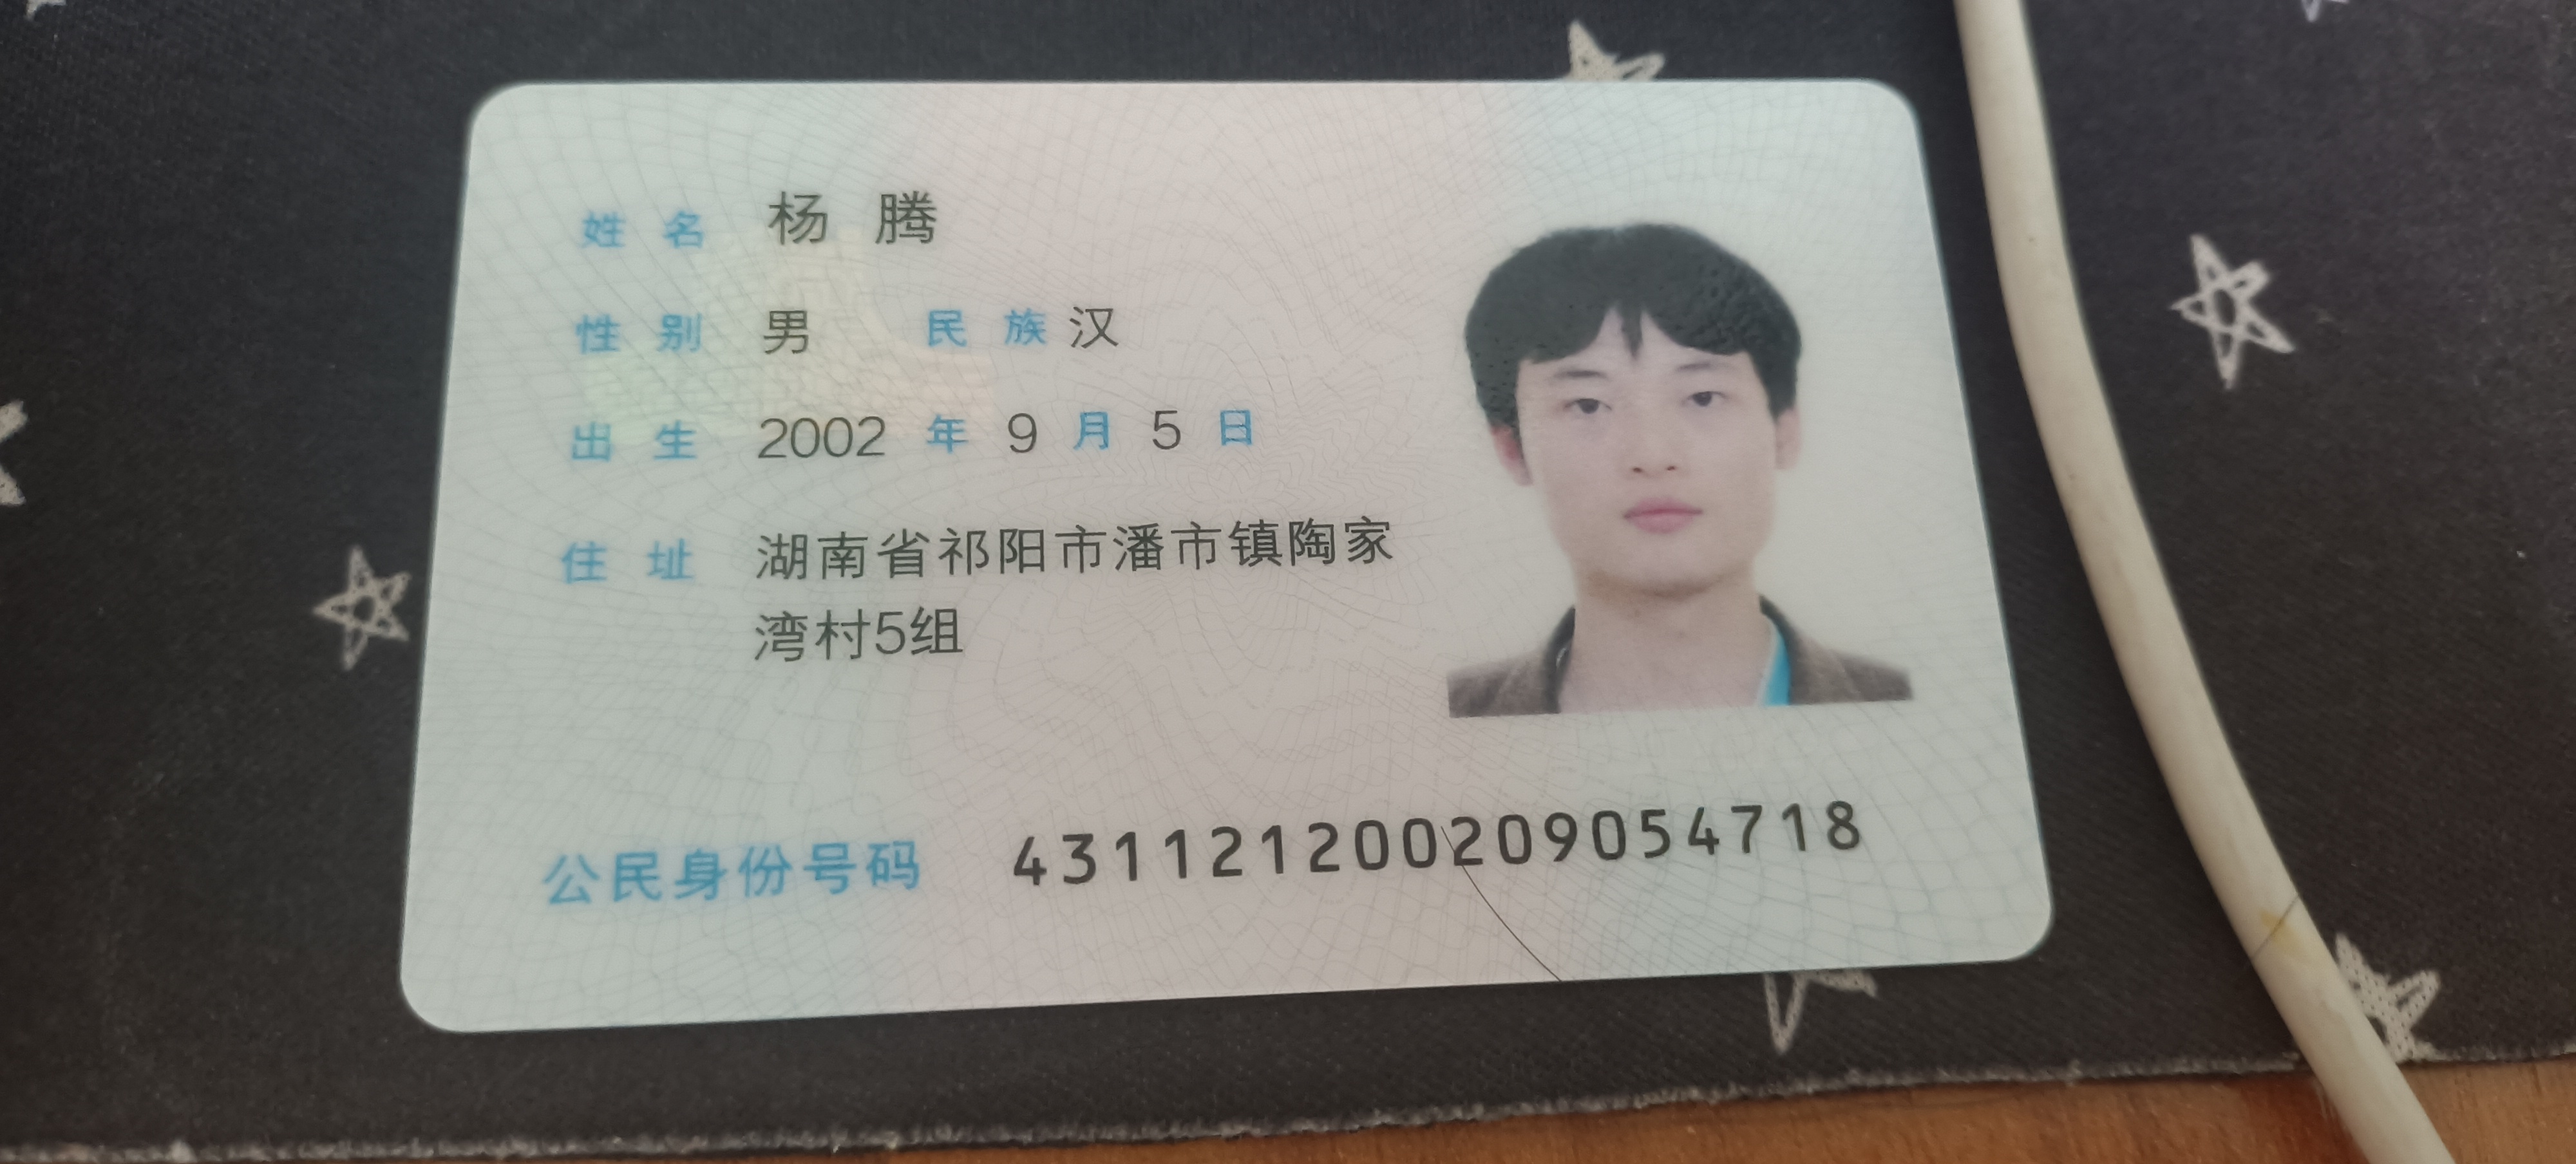 姓名 杨腾
性别 男 民族 汉
出生 2002 年 9 月 5 日
住址 湖南省祁阳市潘市镇陶家
湾村5组
公民身份号码 431121200209054718